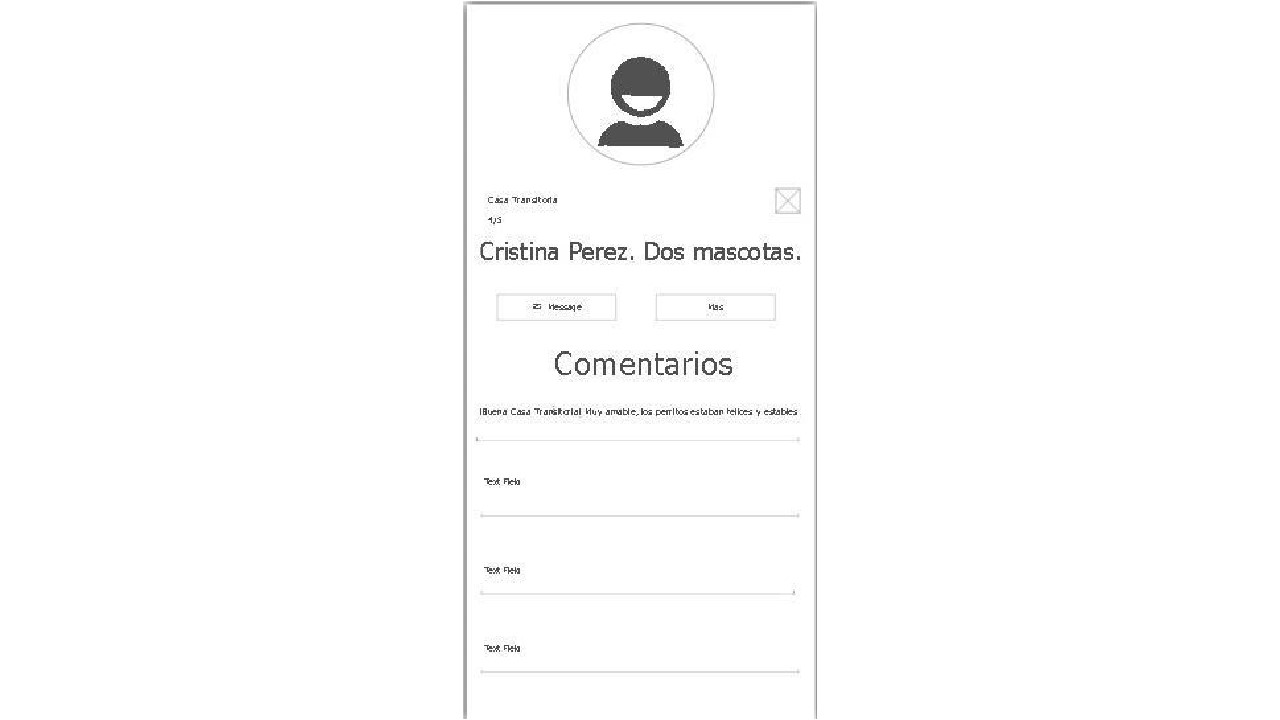 Casa Transitoria
4/5
Cristina Perez. Dos mascotas.
Message
Mas
Comentarios
¡Buena Casa Transitoria! Muy amable, los perritos estaban felices y estables
Text Field
Text Field
Text Field